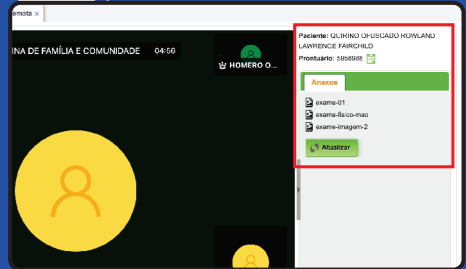 emota ×
INA DE FAMÍLIA E COMUNIDADE 04:56
HOMERO O...
Paciente: QUIRINO OFUSCADO ROWLAND
LAWRENCE FAIRCHILD
Prontuário: 5958988
Anexos
exame-01
exame-fisico-mac
exame-imagem-2
Atualizar